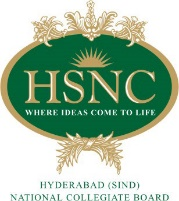 HSNC
WHERE IDEAS COME TO LIFE
HYDERABAD (SIND)
NATIONAL COLLEGIATE BOARD